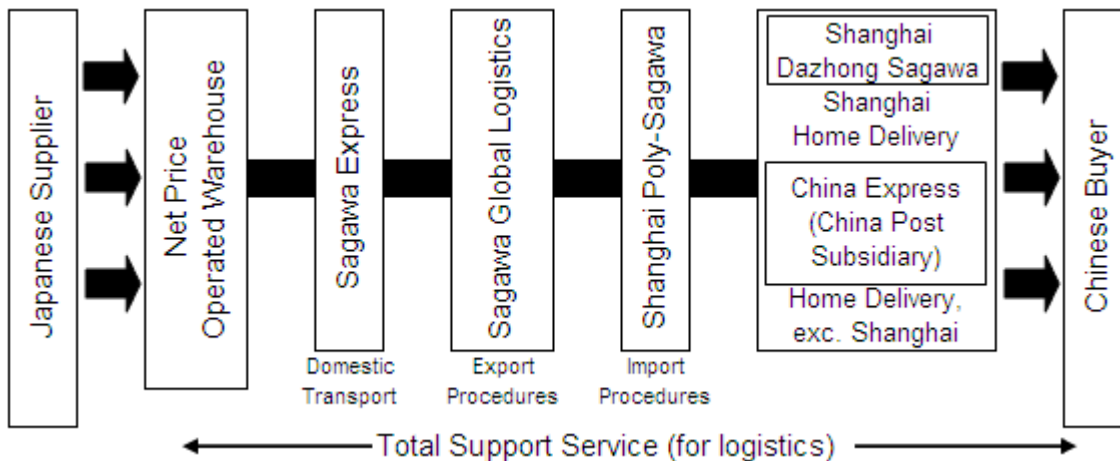 Japanese Supplier
Net Price
Operated Warehouse
Sagawa Express
Domestic
Transport
Sagawa Global Logistics
Export
Procedures
Shanghai Poly-Sagawa
Import
Procedures
Shanghai
Dazhong Sagawa
Shanghai
Home Delivery
China Express
(China Post
Subsidiary)
Home Delivery,
exc. Shanghai
Chinese Buyer
Total Support Service (for logistics)